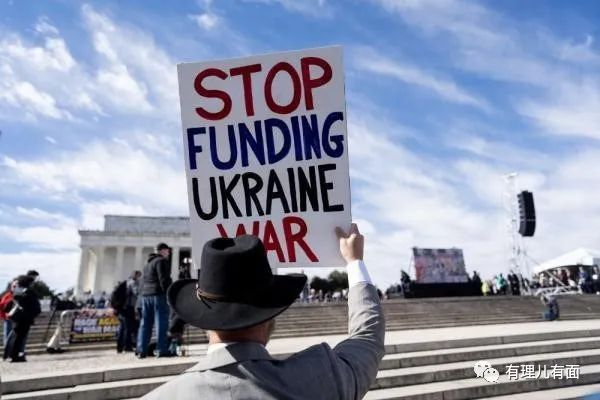 STOP
FUNDING
UKRAINE
WAR
有理儿有面